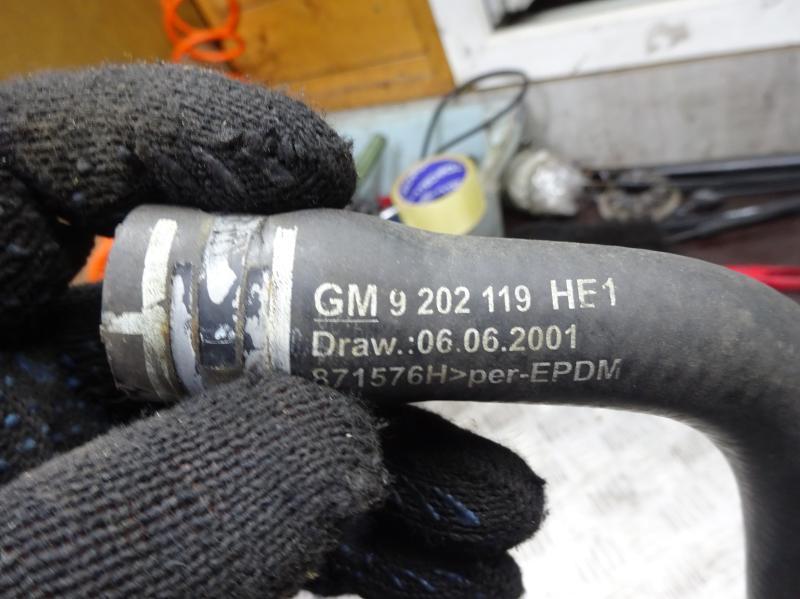 GM 9 202 119 HE1
Draw.:06.06.2001
871576H>per-EPDM